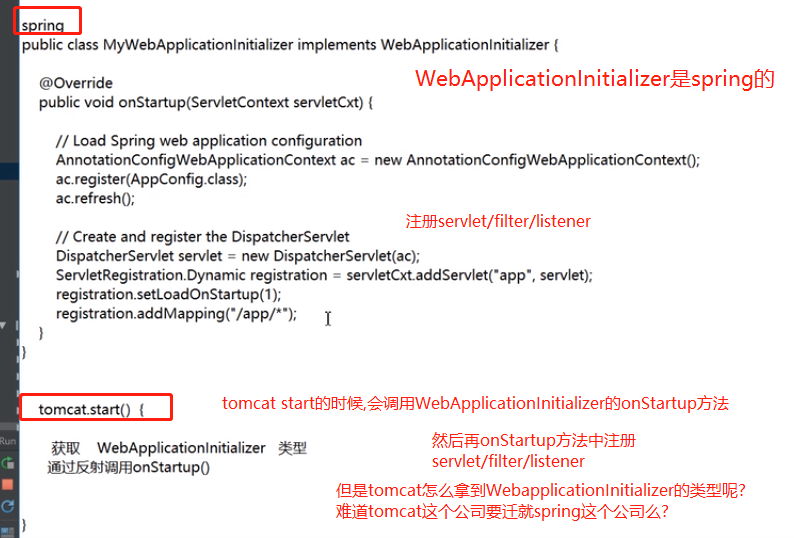 spring
public class MyWebApplicationInitializer implements WebApplicationInitializer {
WebApplicationInitializer是spring的
@Override
public void onStartup(ServletContext servletCxt) {
// Load Spring web application configuration
AnnotationConfigWebApplicationContext ac = new AnnotationConfigWebApplicationContext();
ac.register(AppConfig.class);
ac.refresh();
注册servlet/filter/listener
// Create and register the DispatcherServlet
DispatcherServlet servlet = new DispatcherServlet(ac);
ServletRegistration.Dynamic registration = servletCxt.addServlet("app", servlet);
registration.setLoadOnStartup(1);
registration.addMapping("/app/*");
}
}
tomcat.start() {
tomcat start的时候,会调用WebApplicationInitializer的onStartup方法
获取 WebApplicationInitializer 类型
通过反射调用onStartup()
然后再onStartup方法中注册
servlet/filter/listener
但是tomcat怎么拿到WebapplicationInitializer的类型呢?
难道tomcat这个公司要迁就spring这个公司么?
}
Run